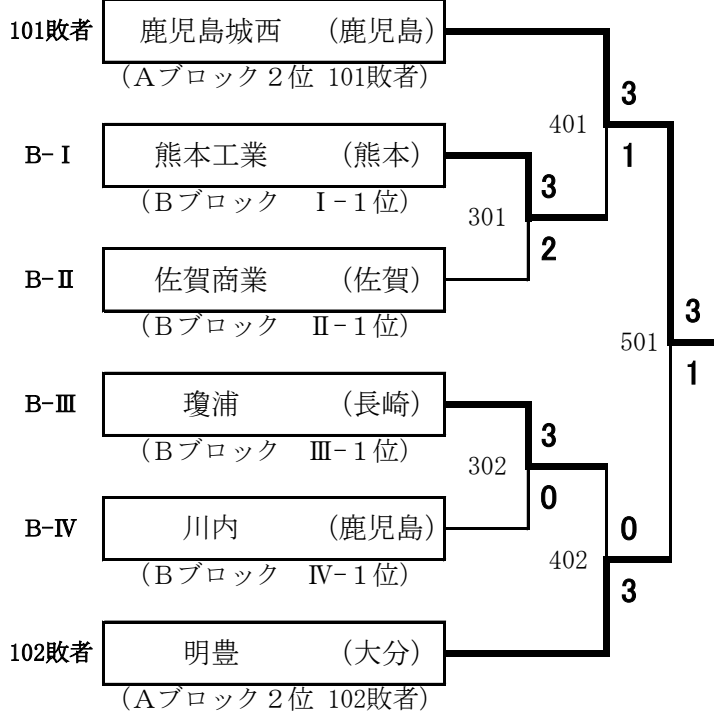 101敗者 鹿児島城西 (鹿児島)
(Aブロック2位 101敗者)
3
401
1
B-Ⅰ 熊本工業 (熊本)
(Bブロック Ⅰ-1位)
3
301
2
B-Ⅱ 佐賀商業 (佐賀)
(Bブロック Ⅱ-1位)
3
501
1
B-Ⅲ 瓊浦 (長崎)
(Bブロック Ⅲ-1位)
3
302
0
B-Ⅳ 川内 (鹿児島)
(Bブロック Ⅳ-1位)
0
402
3
102敗者 明豊 (大分)
(Aブロック2位 102敗者)